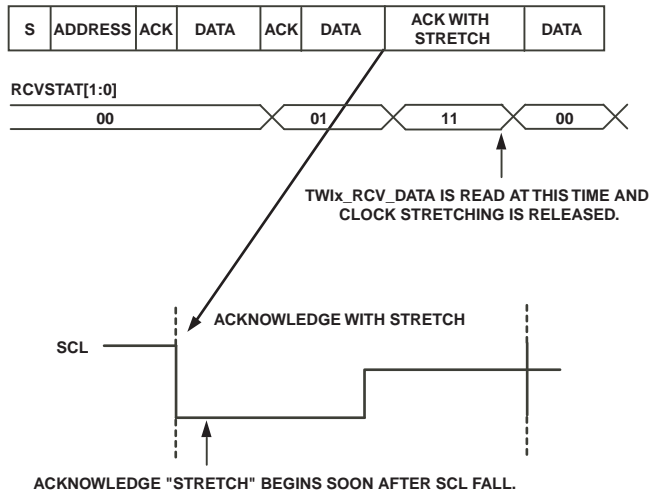 S ADDRESS ACK DATA ACK DATA ACK WITH STRETCH DATA
RCVSTAT[1:0]
00 01 11 00
TWIx_RCV_DATA IS READ AT THIS TIME AND
CLOCK STRETCHING IS RELEASED.
ACKNOWLEDGE WITH STRETCH
SCL
ACKNOWLEDGE "STRETCH" BEGINS SOON AFTER SCL FALL.